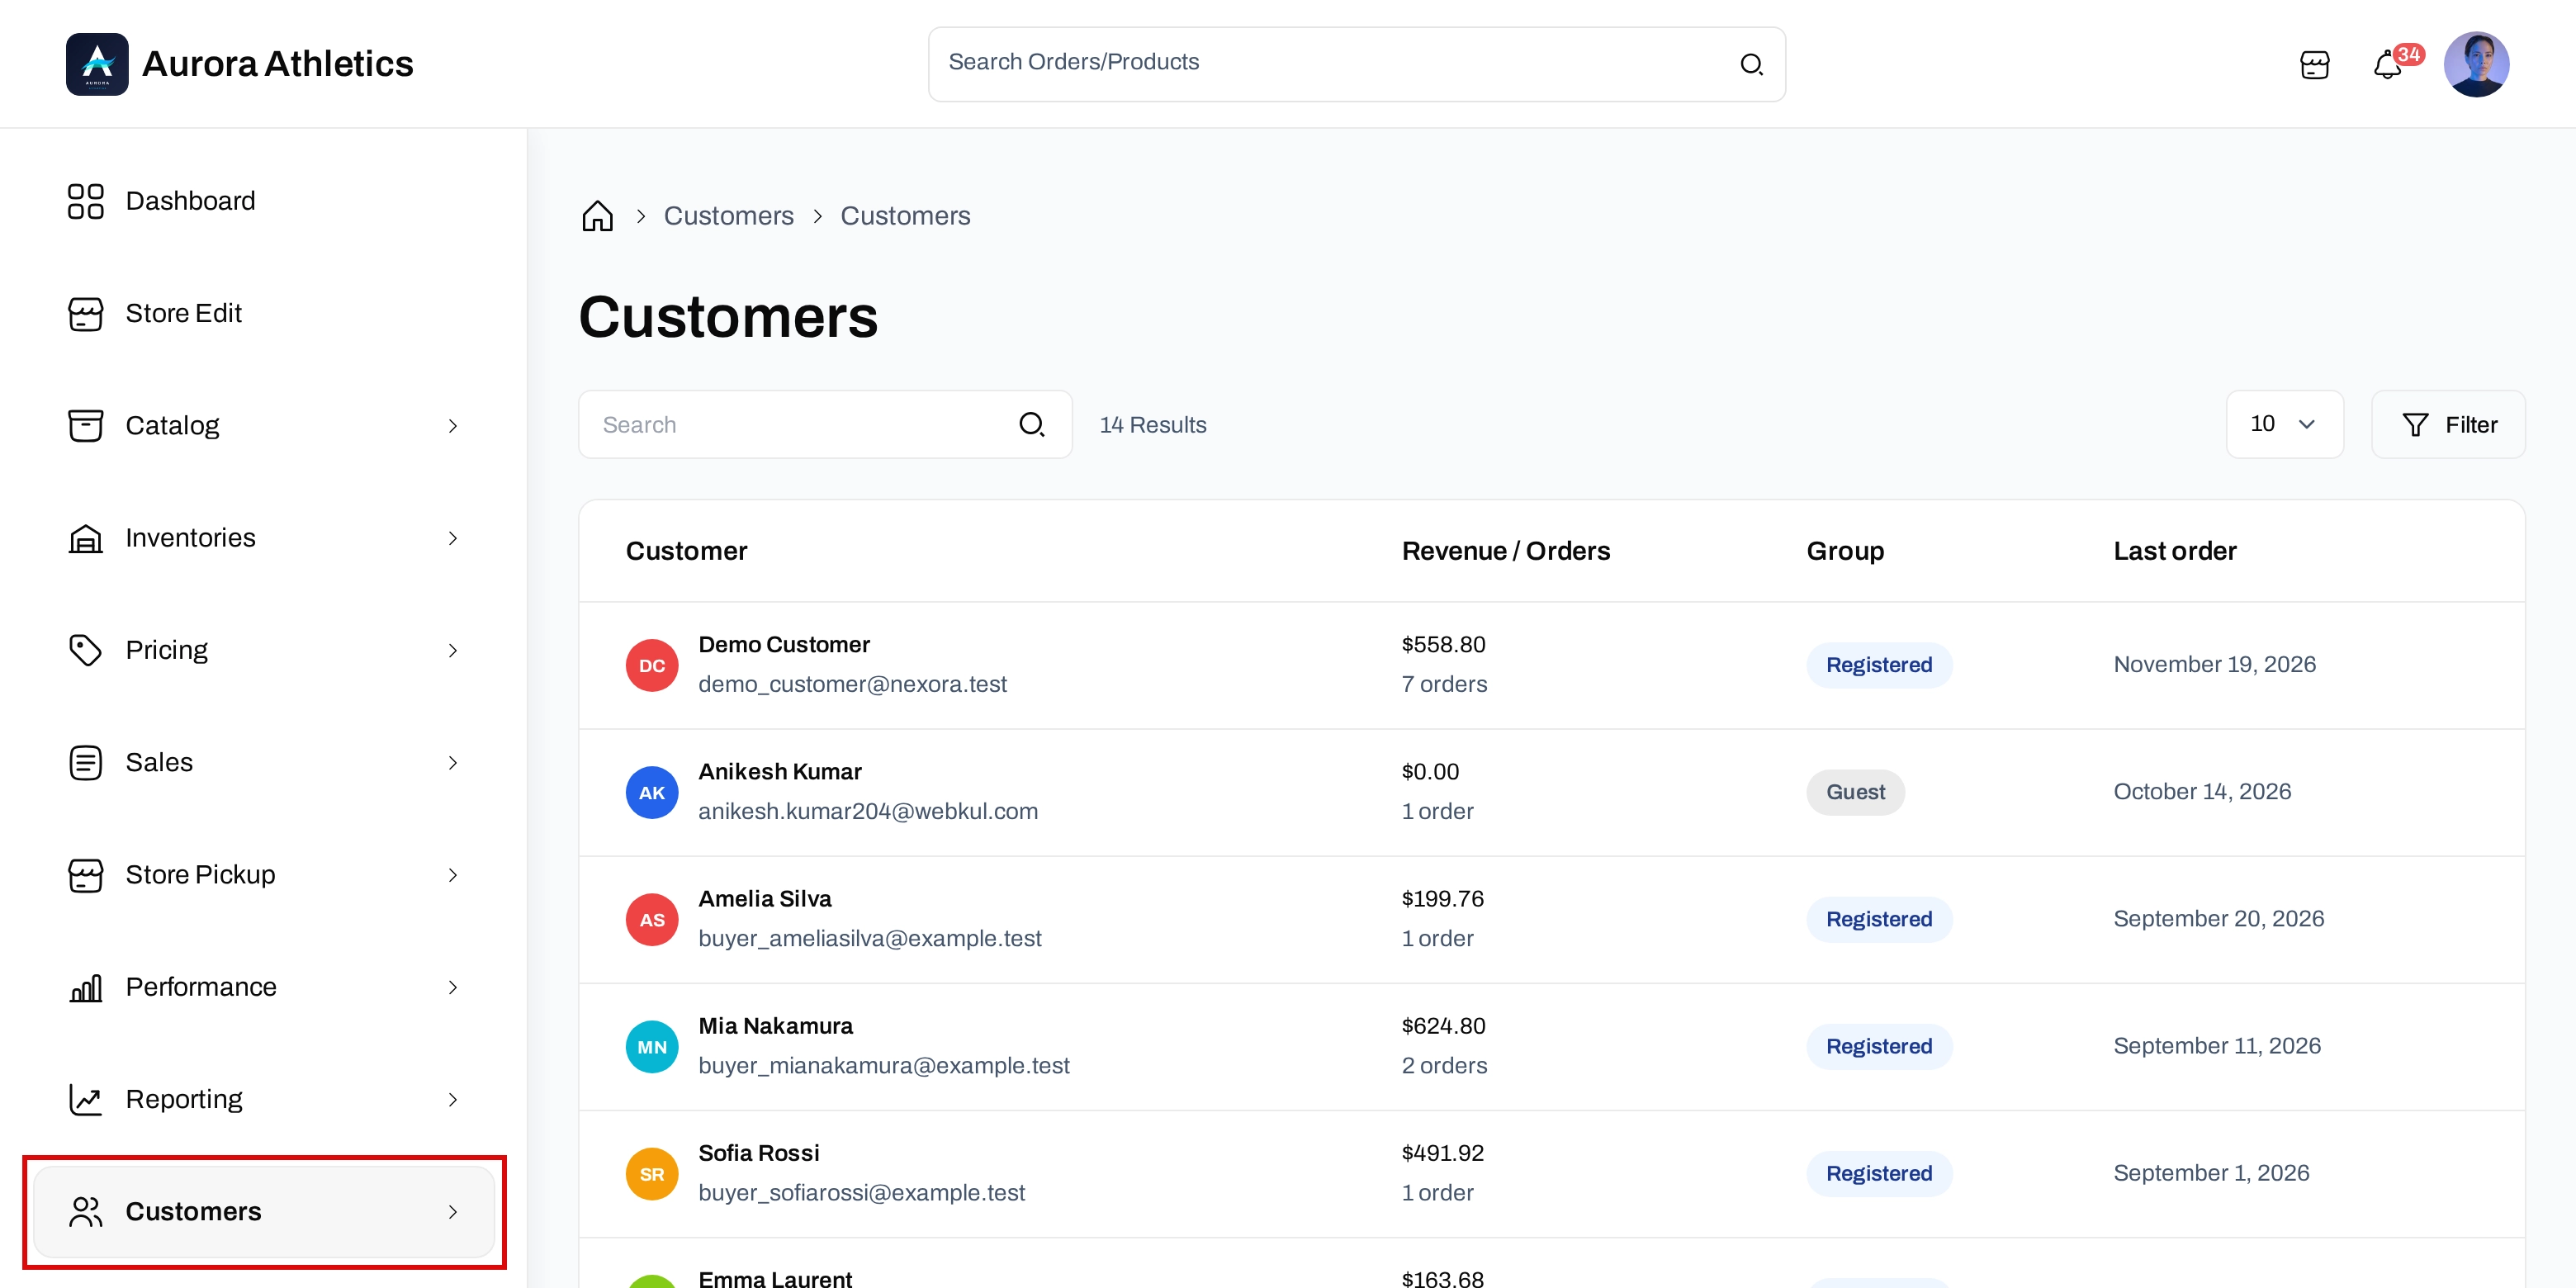 AURORA
Aurora Athletics
Search Orders/Products
34
Dashboard
Store Edit
Catalog
Inventories
Pricing
Sales
Store Pickup
Performance
Reporting
Customers
Customers
Customers
Customers
Search
14 Results
10
Filter
Customer
Revenue / Orders
Group
Last order
DC
Demo Customer
demo_customer@nexora.test
$558.80
7 orders
Registered
November 19, 2026
AK
Anikesh Kumar
anikesh.kumar204@webkul.com
$0.00
1 order
Guest
October 14, 2026
AS
Amelia Silva
buyer_ameliasilva@example.test
$199.76
1 order
Registered
September 20, 2026
MN
Mia Nakamura
buyer_mianakamura@example.test
$624.80
2 orders
Registered
September 11, 2026
SR
Sofia Rossi
buyer_sofiarossi@example.test
$491.92
1 order
Registered
September 1, 2026
Emma Laurent
$163.68